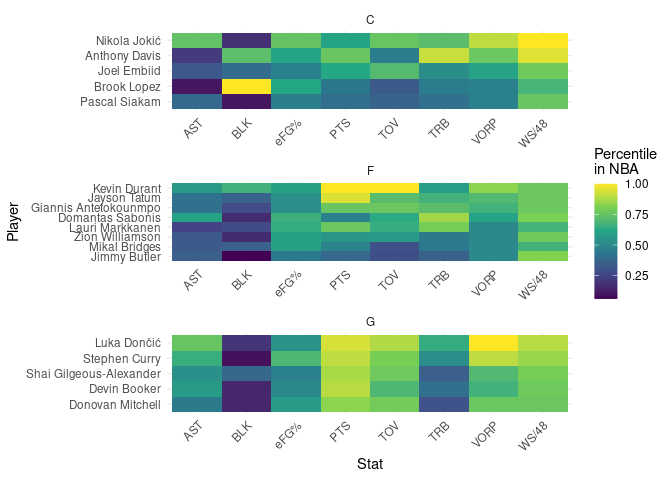 C
Nikola Jokić
Anthony Davis
Joel Embiid
Brook Lopez
Pascal Siakam
AST BLK eFG% PTS TOV TRB VORP WS/48
F
Kevin Durant
Jayson Tatum
Giannis Antetokounmpo
Domantas Sabonis
Lauri Markkanen
Zion Williamson
Mikal Bridges
Jimmy Butler
AST BLK eFG% PTS TOV TRB VORP WS/48
G
Luka Dončić
Stephen Curry
Shai Gilgeous-Alexander
Devin Booker
Donovan Mitchell
AST BLK eFG% PTS TOV TRB VORP WS/48
Stat
Player
Percentile
in NBA
1.00
0.75
0.50
0.25